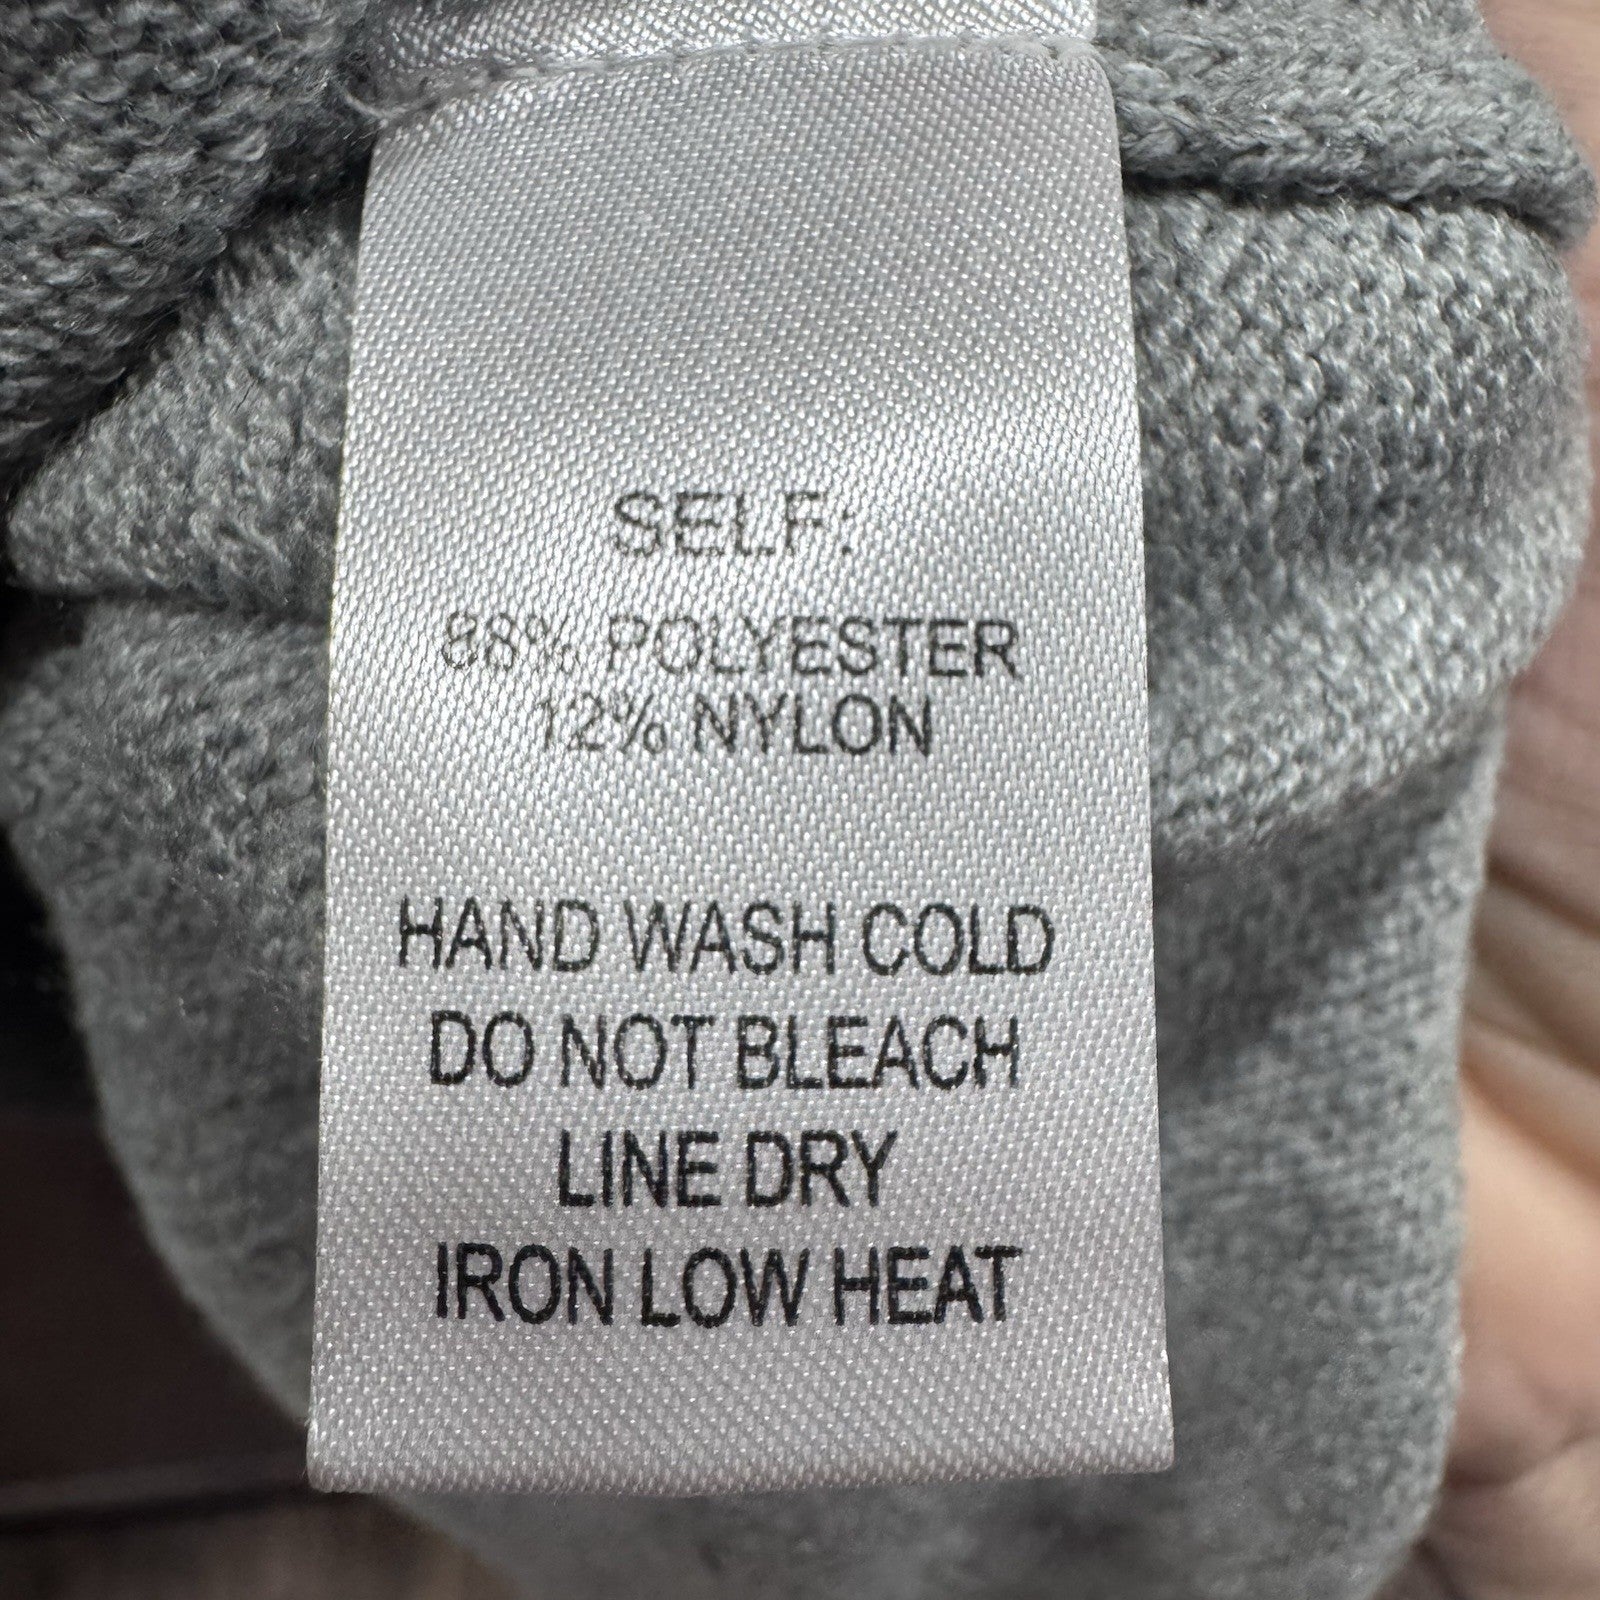 SELF:
88% POLYESTER
12% NYLON
HAND WASH COLD
DO NOT BLEACH
LINE DRY
IRON LOW HEAT